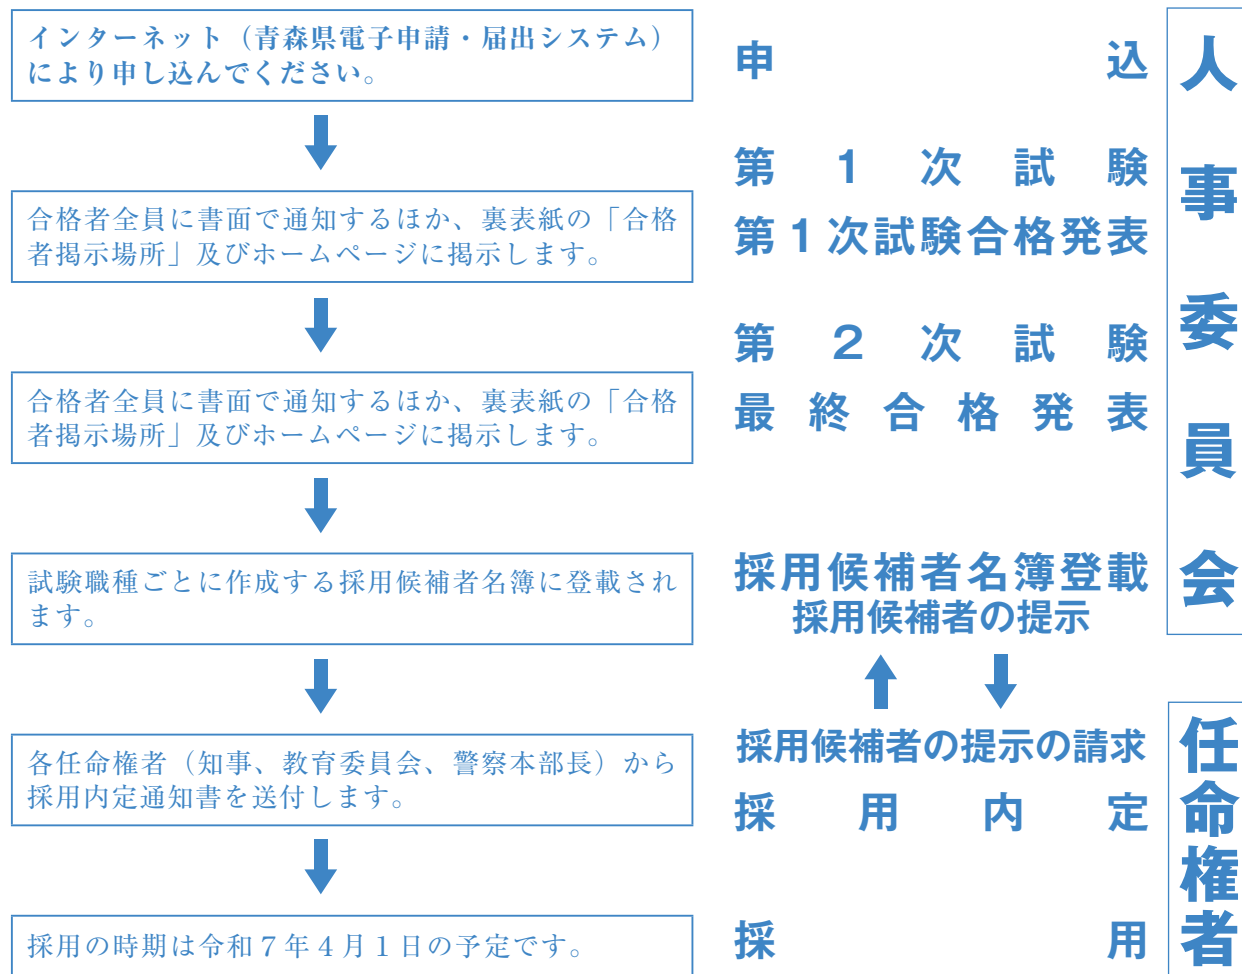 インターネット（青森県電子申請・届出システム）
により申し込んでください。
合格者全員に書面で通知するほか、裏表紙の「合格
者掲示場所」及びホームページに掲示します。
合格者全員に書面で通知するほか、裏表紙の「合格
者掲示場所」及びホームページに掲示します。
試験職種ごとに作成する採用候補者名簿に登載され
ます。
各任命権者（知事、教育委員会、警察本部長）から
採用内定通知書を送付します。
採用の時期は令和７年４月１日の予定です。
申込
第１次試験
第１次試験合格発表
第２次試験
最終合格発表
採用候補者名簿登載
採用候補者の提示
採用候補者の提示の請求
採用内定
採用
人事委員会
任命権者